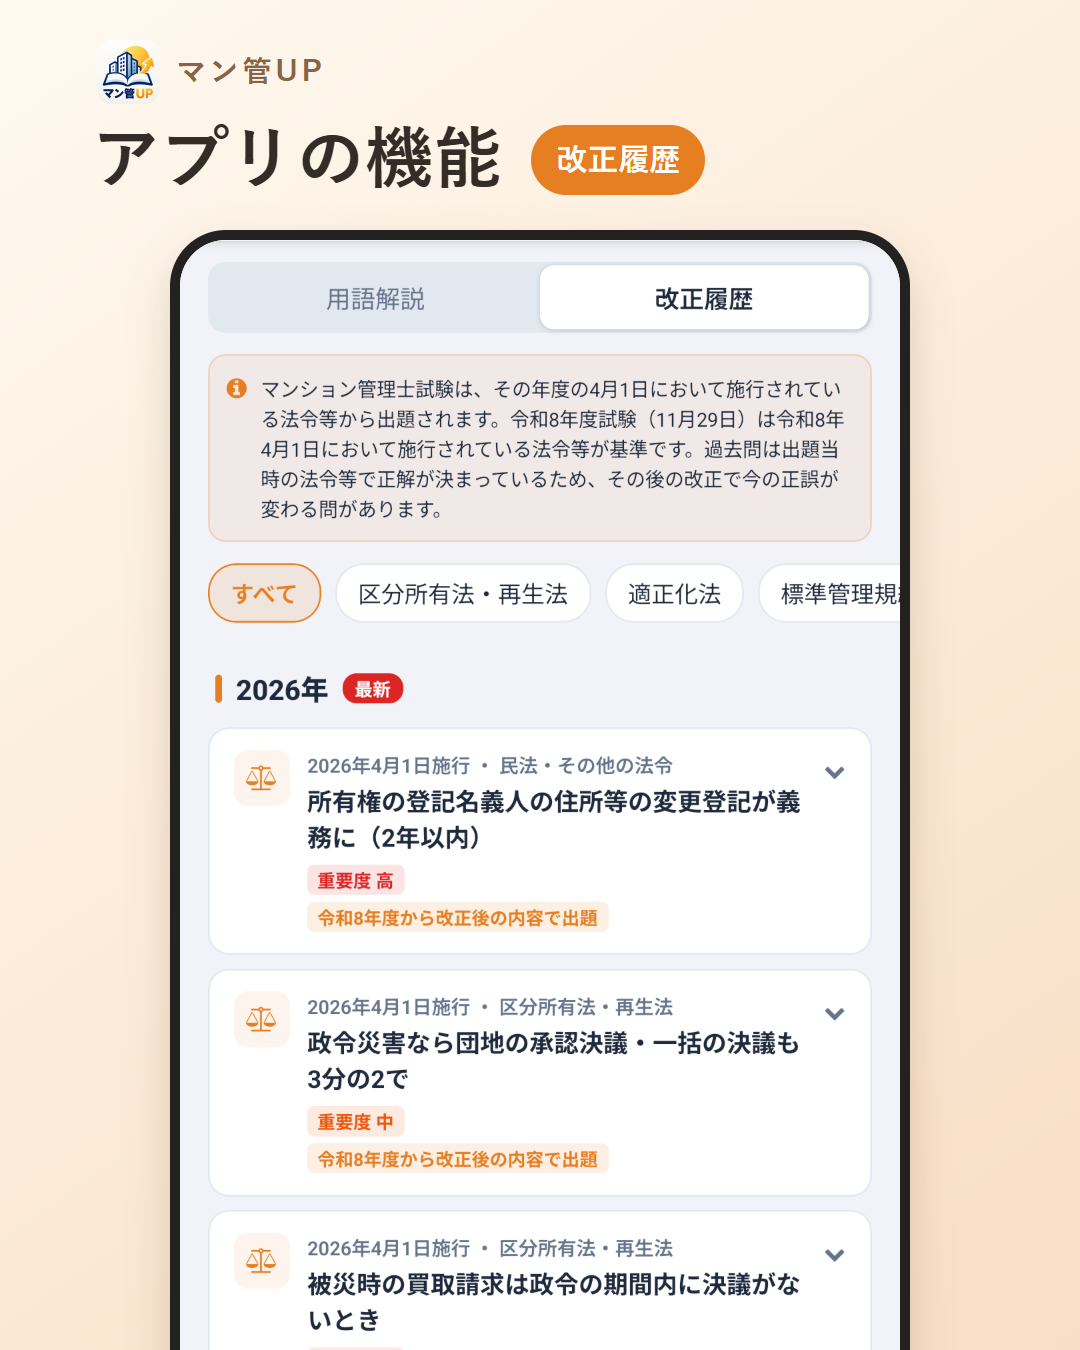 マン管UP
マン管UP
アプリの機能
改正履歴
用語解説
改正履歴
マンション管理士試験は、その年度の4月1日において施行されてい
る法令等から出題されます。令和8年度試験（11月29日）は令和8年
4月1日において施行されている法令等が基準です。過去問は出題当
時の法令等で正解が決まっているため、その後の改正で今の正誤が
変わる問があります。
すべて
区分所有法・再生法
適正化法
標準管理規
2026年
最新
2026年4月1日施行 ・ 民法・その他の法令
所有権の登記名義人の住所等の変更登記が義
務に（2年以内）
重要度 高
令和8年度から改正後の内容で出題
2026年4月1日施行 ・ 区分所有法・再生法
政令災害なら団地の承認決議・一括の決議も
3分の2で
重要度 中
令和8年度から改正後の内容で出題
2026年4月1日施行 ・ 区分所有法・再生法
被災時の買取請求は政令の期間内に決議がな
いとき